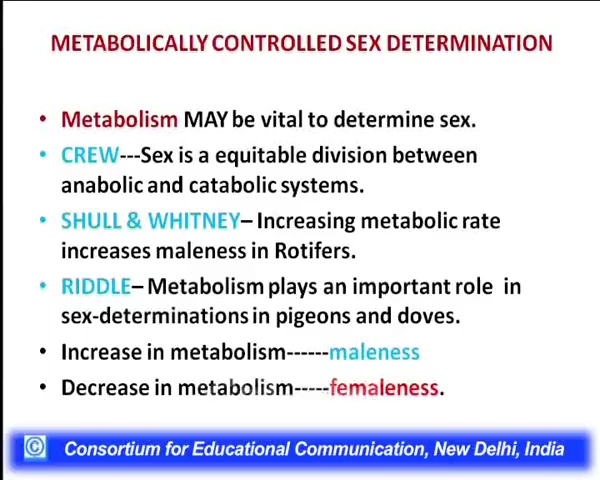 METABOLICALLY CONTROLLED SEX DETERMINATION
• Metabolism MAY be vital to determine sex.
• CREW---Sex is a equitable division between
anabolic and catabolic systems.
• SHULL & WHITNEY– Increasing metabolic rate
increases maleness in Rotifers.
• RIDDLE– Metabolism plays an important role in
sex-determinations in pigeons and doves.
• Increase in metabolism------maleness
• Decrease in metabolism-----femaleness.
© Consortium for Educational Communication, New Delhi, India